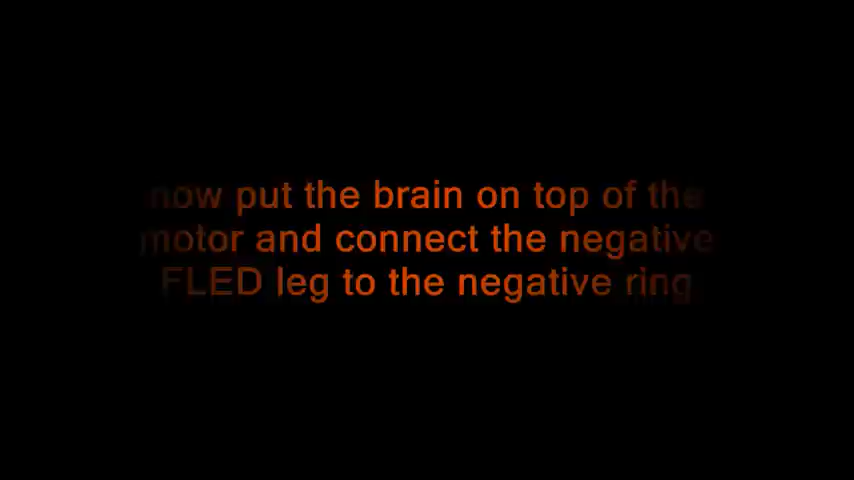 now put the brain on top of the
motor and connect the negative
FLED leg to the negative ring